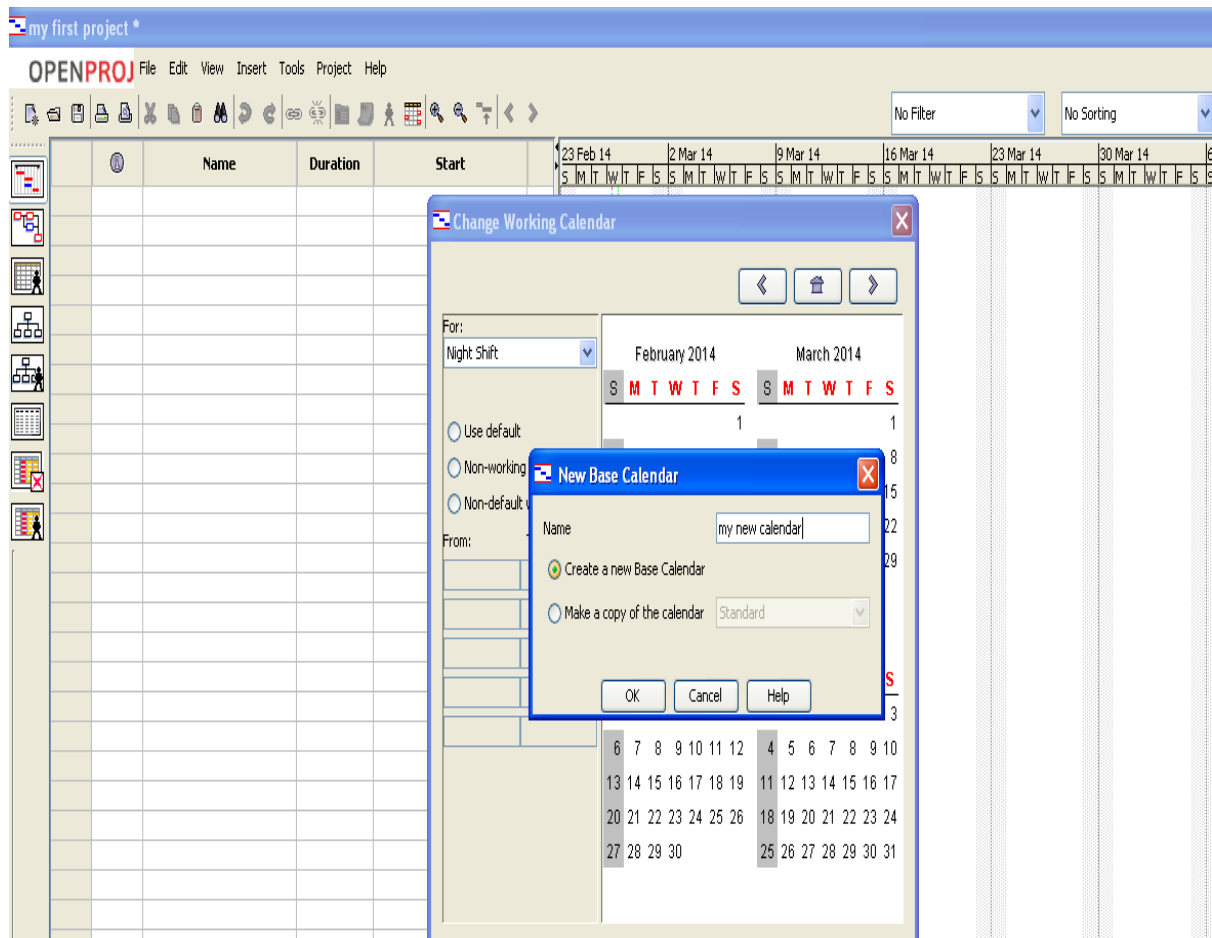 my first project *
OPENPROJ File Edit View Insert Tools Project Help
No Filter No Sorting
Name Duration Start
23 Feb 14 2 Mar 14 9 Mar 14 16 Mar 14 23 Mar 14 30 Mar 14 6
S M T W T F S S M T W T F S S M T W T F S S M T W T F S S M T W T F S S M T W T F S S
Change Working Calendar
For:
Night Shift
February 2014 March 2014
S M T W T F S S M T W T F S
1 1
Use default
8
Non-working
New Base Calendar
15
Non-default
Name my new calendar
22
From:
29
Create a new Base Calendar
Make a copy of the calendar Standard
S
OK Cancel Help
3
6 7 8 9 10 11 12 4 5 6 7 8 9 10
13 14 15 16 17 18 19 11 12 13 14 15 16 17
20 21 22 23 24 25 26 18 19 20 21 22 23 24
27 28 29 30 25 26 27 28 29 30 31